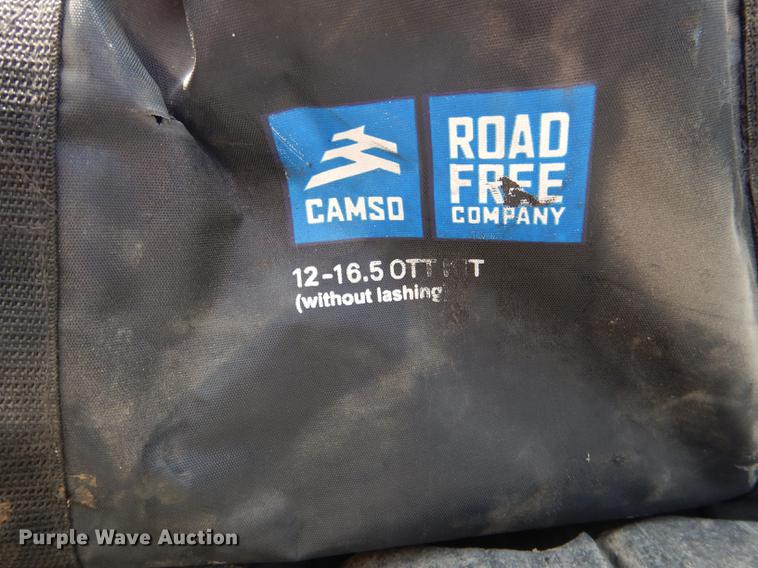 CAMSO
ROAD
FREE
COMPANY
12-16.5 OTT KIT
(without lashing)
Purple Wave Auction